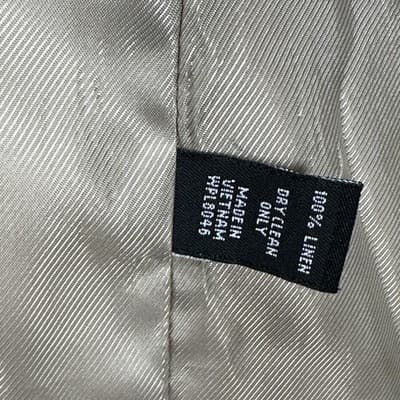 100% LINEN
DRY CLEAN
ONLY
MADE IN
VIETNAM
WPL8046